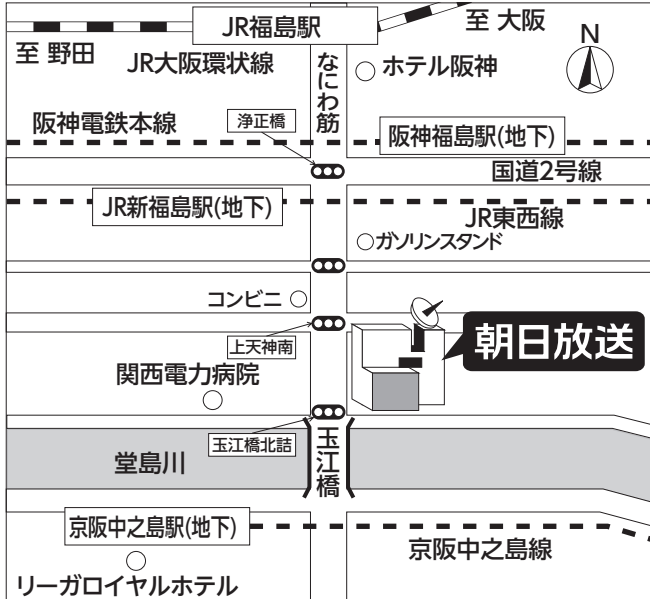 JR福島駅
至 大阪
N
至 野田
JR大阪環状線
なにわ筋
ホテル阪神
阪神電鉄本線
浄正橋
阪神福島駅(地下)
国道2号線
JR新福島駅(地下)
JR東西線
ガソリンスタンド
コンビニ
上天神南
朝日放送
関西電力病院
玉江橋北詰
玉江橋
堂島川
京阪中之島駅(地下)
京阪中之島線
リーガロイヤルホテル